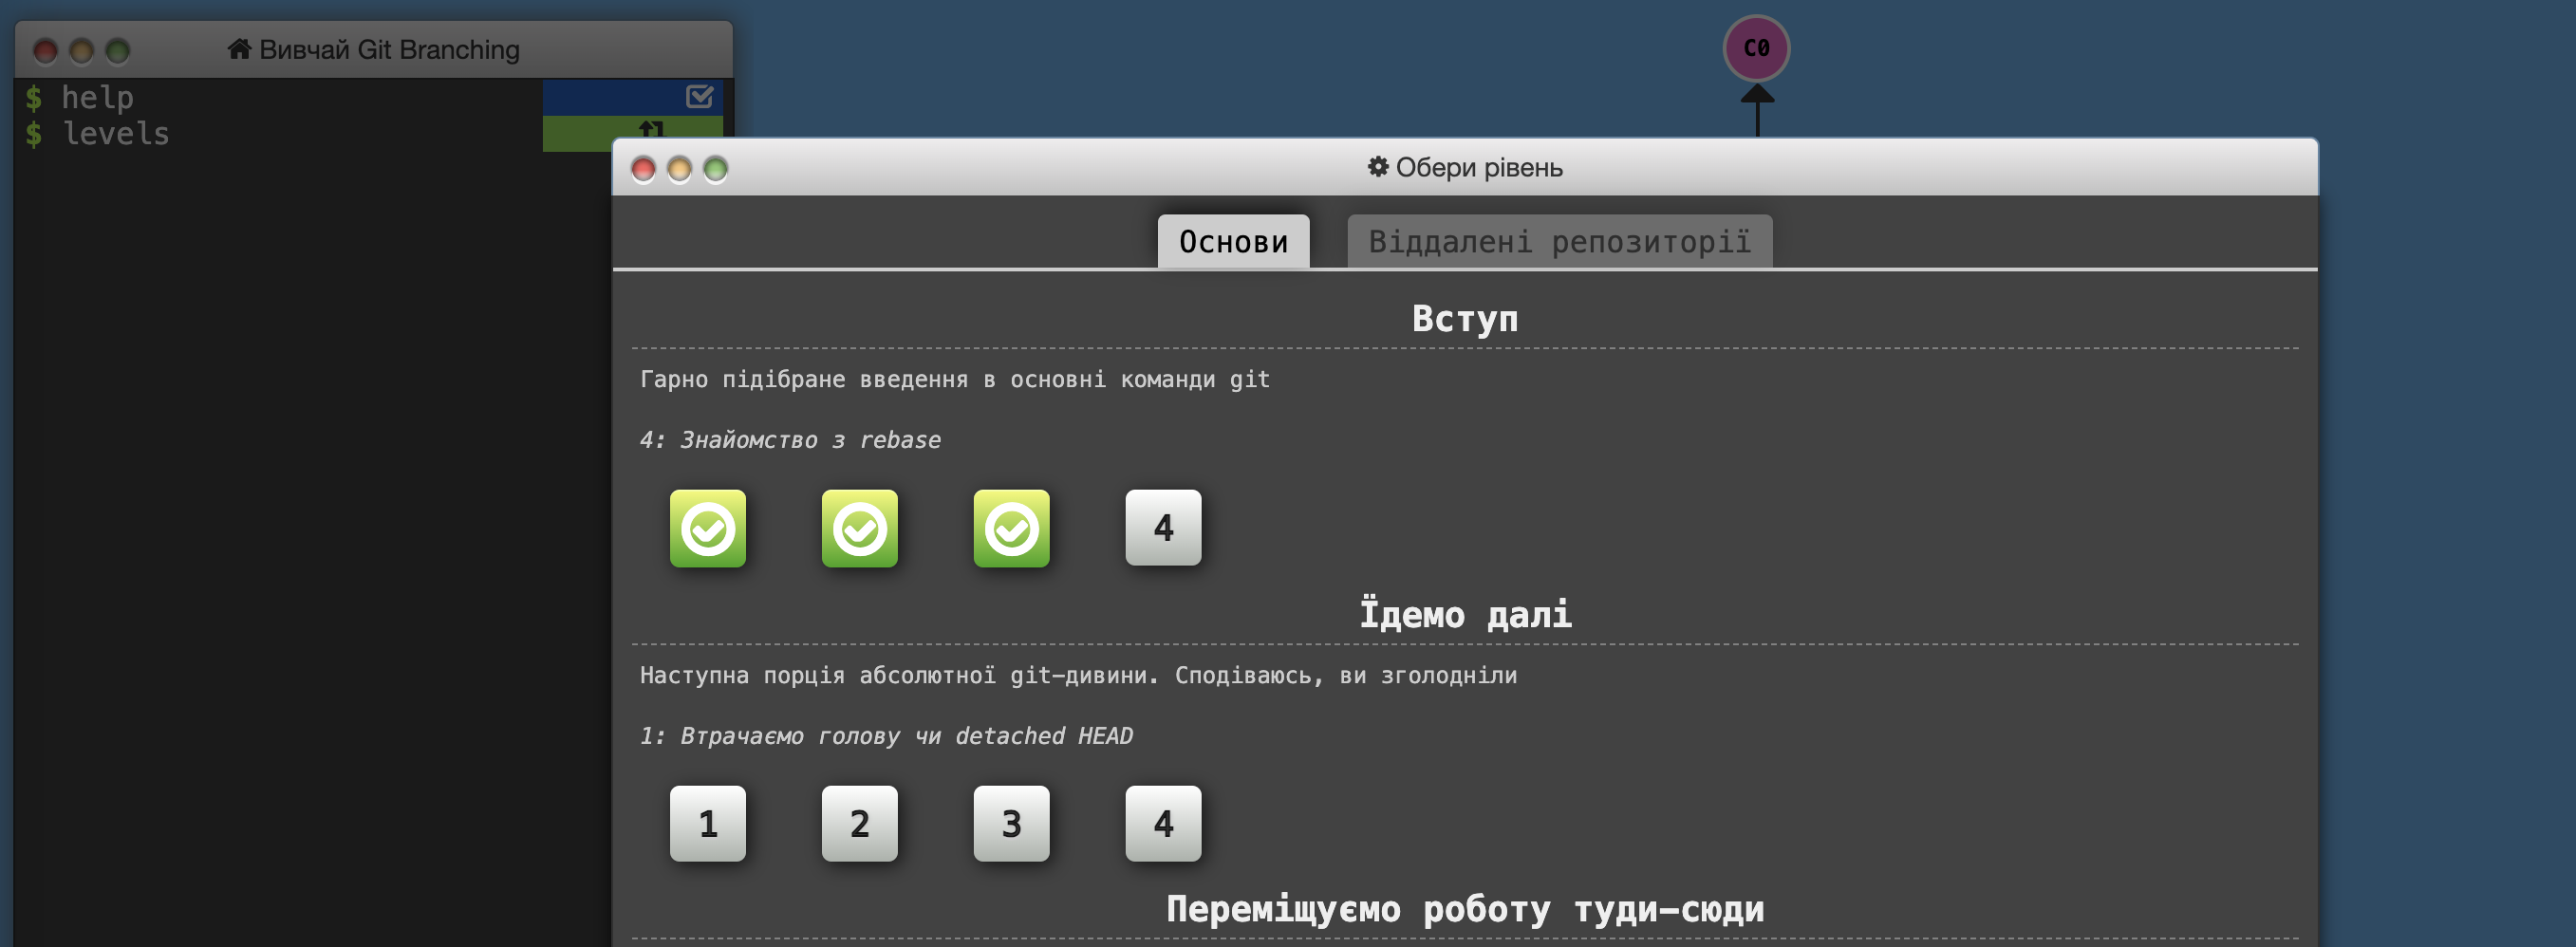 Вивчай Git Branching
$ help
$ levels
C0
Обери рівень
Основи
Віддалені репозиторії
Вступ
Гарно підібране введення в основні команди git
4: Знайомство з rebase
4
Їдемо далі
Наступна порція абсолютної git-дивини. Сподіваюсь, ви зголодніли
1: Втрачаємо голову чи detached HEAD
1 2 3 4
Переміщуємо роботу туди-сюди